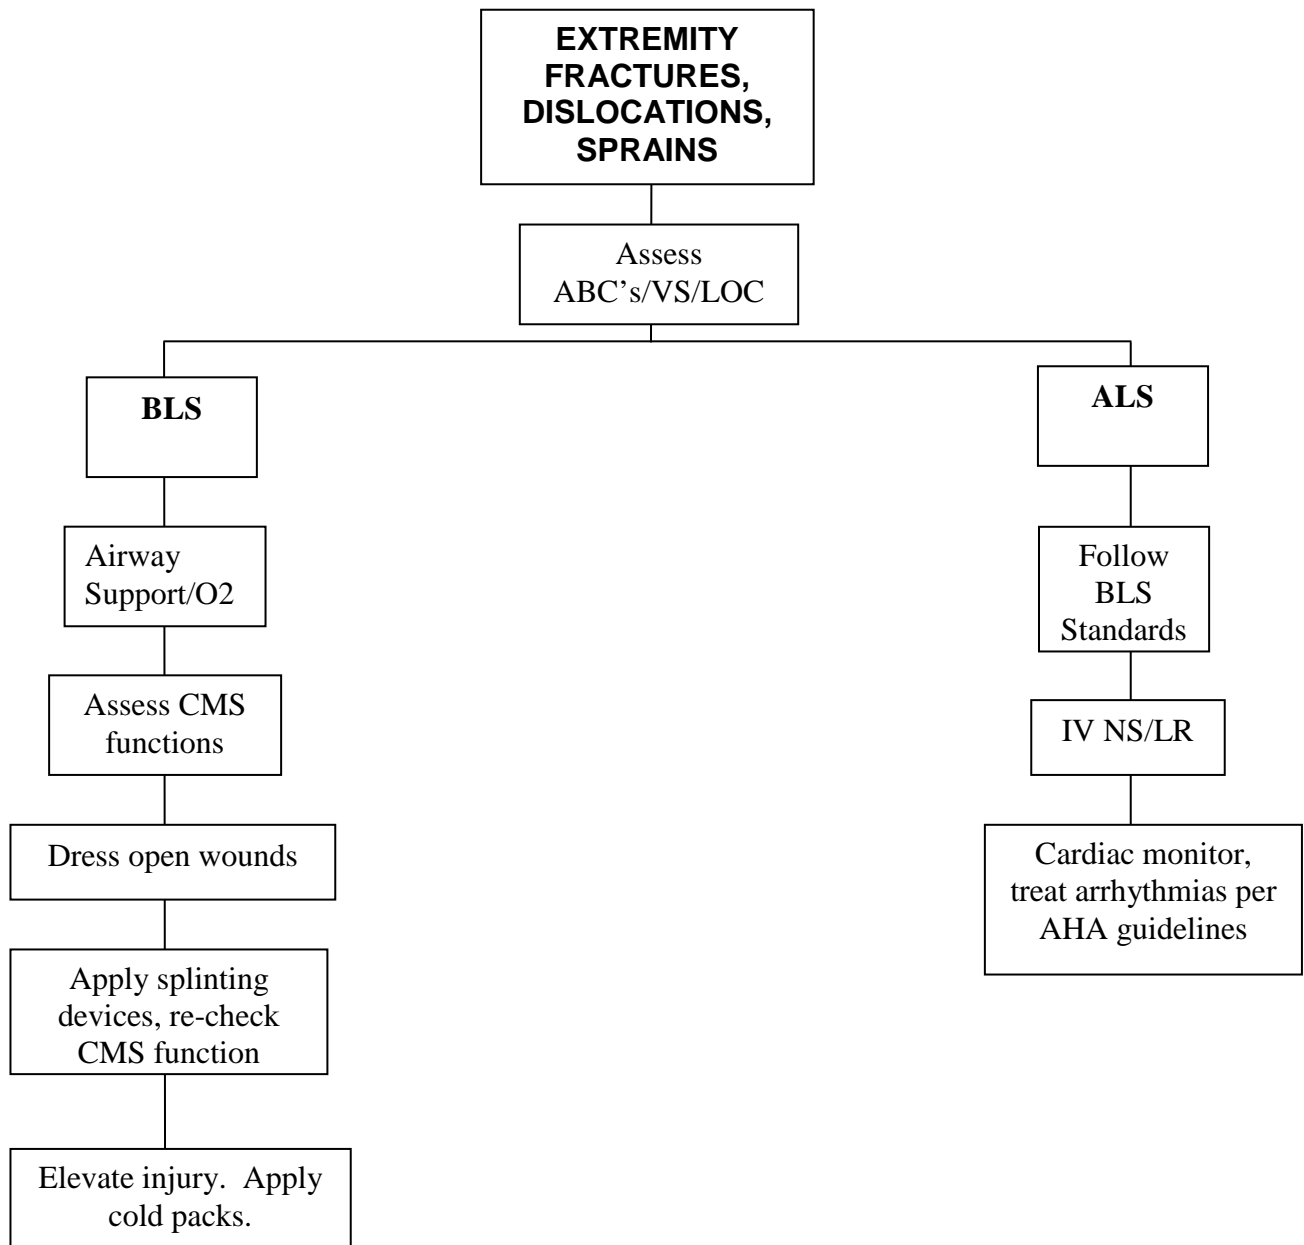 EXTREMITY
FRACTURES,
DISLOCATIONS,
SPRAINS
Assess
ABC’s/VS/LOC
BLS
Airway
Support/O2
Assess CMS
functions
Dress open wounds
Apply splinting
devices, re-check
CMS function
Elevate injury.  Apply
cold packs.
ALS
Follow
BLS
Standards
IV NS/LR
Cardiac monitor,
treat arrhythmias per
AHA guidelines